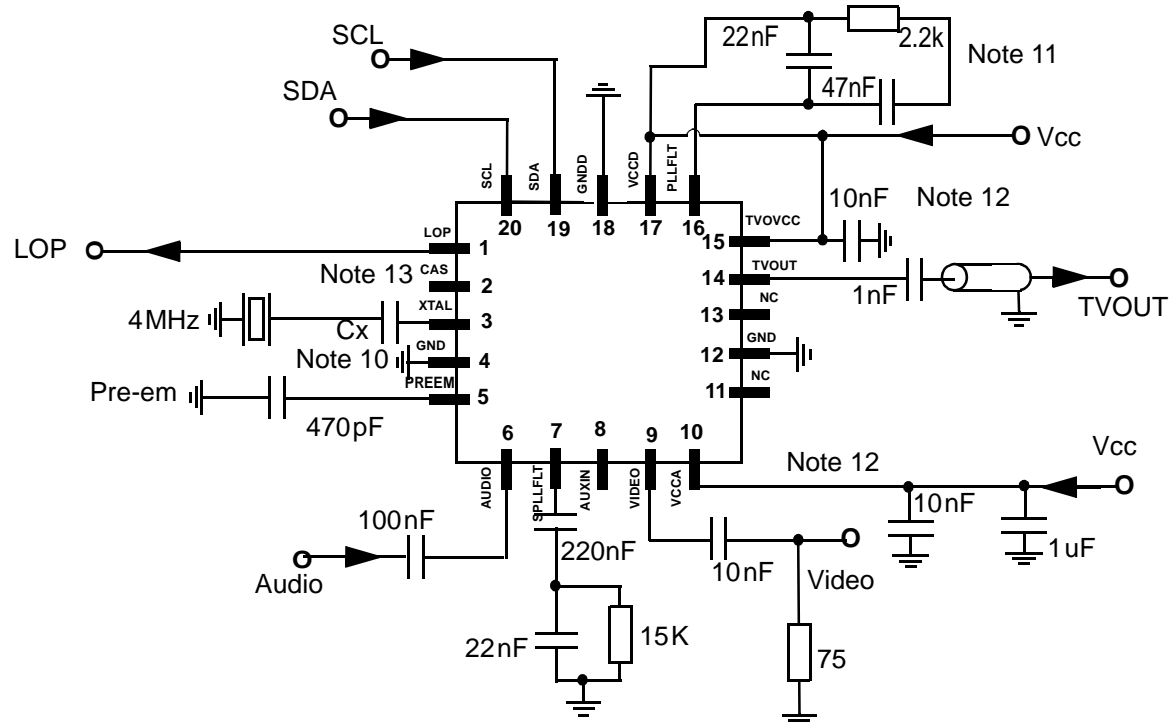 SCL
22nF
2.2k
Note 11
SDA
47nF
Vcc
SCL
SDA
GNDD
VCCD
PLLFLT
10nF
Note 12
20
19
18
17
16
LOP
LOP
1
15
TVOVCC
Note 13
CAS
2
14
TVOUT
1nF
TVOUT
4MHz
Cx
XTAL
3
13
NC
Note 10
GND
4
12
GND
Pre-em
PREEM
5
11
NC
470pF
6
7
8
9
10
AUDIO
SPLLFLT
AUXIN
VIDEO
VCCA
Note 12
Vcc
100nF
10nF
1uF
Audio
220nF
10nF
Video
22nF
15K
75